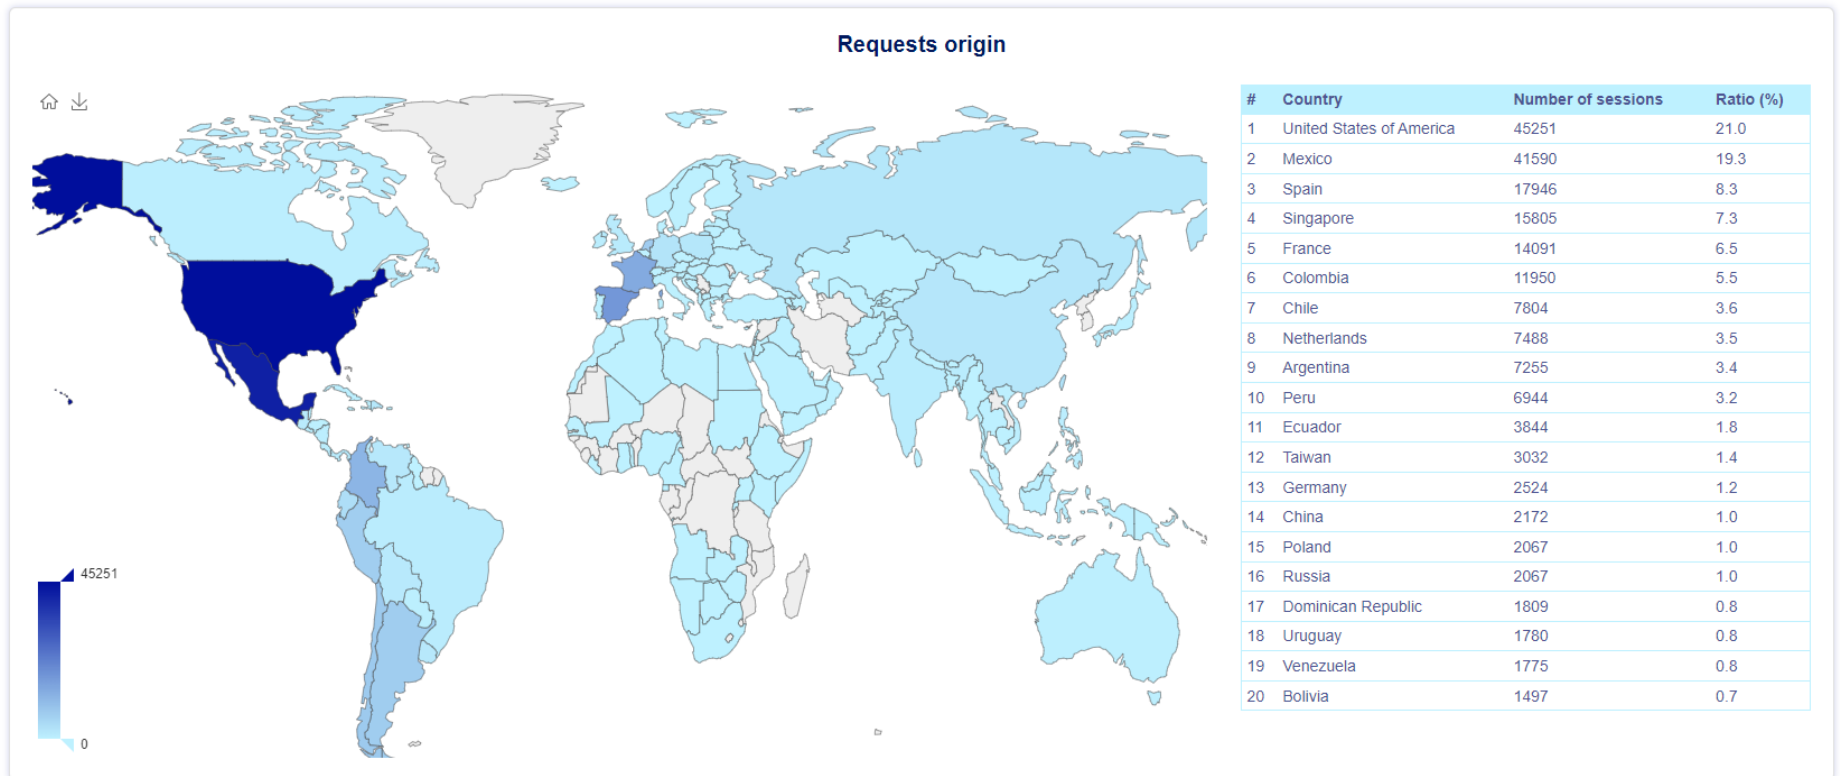 Requests origin
# Country Number of sessions Ratio (%)
1 United States of America 45251 21.0
2 Mexico 41590 19.3
3 Spain 17946 8.3
4 Singapore 15805 7.3
5 France 14091 6.5
6 Colombia 11950 5.5
7 Chile 7804 3.6
8 Netherlands 7488 3.5
9 Argentina 7255 3.4
10 Peru 6944 3.2
11 Ecuador 3844 1.8
12 Taiwan 3032 1.4
13 Germany 2524 1.2
14 China 2172 1.0
15 Poland 2067 1.0
16 Russia 2067 1.0
17 Dominican Republic 1809 0.8
18 Uruguay 1780 0.8
19 Venezuela 1775 0.8
20 Bolivia 1497 0.7
45251
0